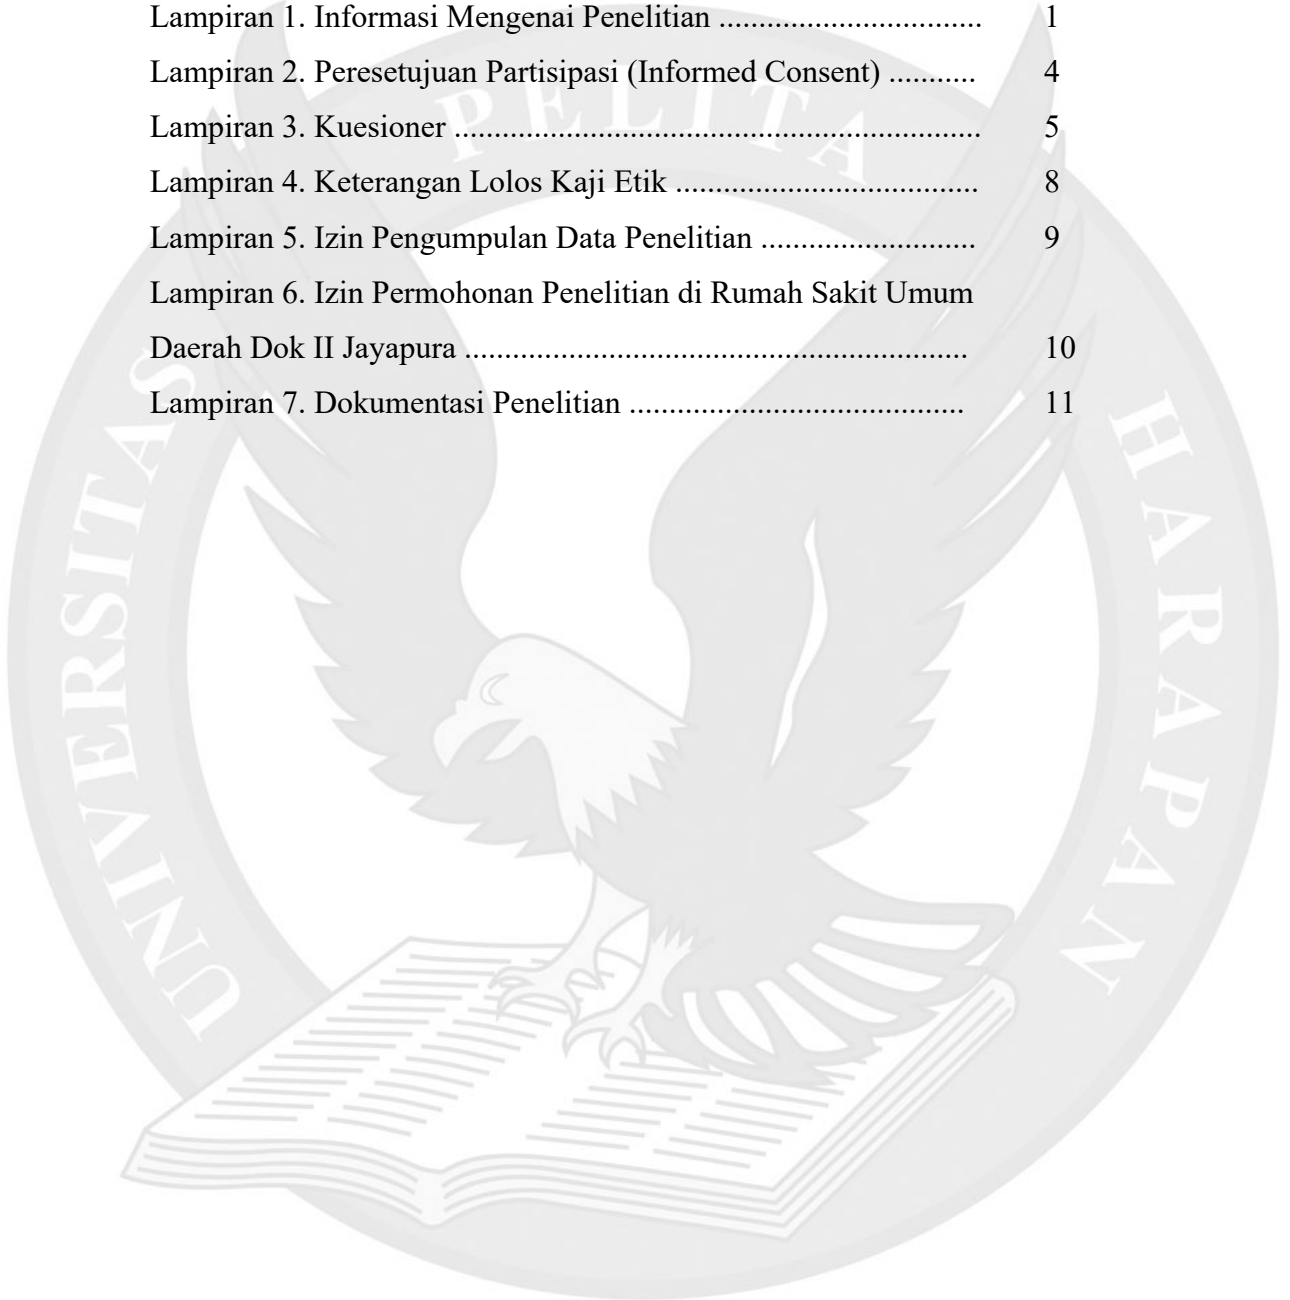 Lampiran 1. Informasi Mengenai Penelitian ................................. 1
Lampiran 2. Peresetujuan Partisipasi (Informed Consent) ........... 4
Lampiran 3. Kuesioner .................................................................. 5
Lampiran 4. Keterangan Lolos Kaji Etik ...................................... 8
Lampiran 5. Izin Pengumpulan Data Penelitian ........................... 9
Lampiran 6. Izin Permohonan Penelitian di Rumah Sakit Umum
Daerah Dok II Jayapura ............................................................... 10
Lampiran 7. Dokumentasi Penelitian .......................................... 11
UNIVERSITAS PELITA HARAPAN